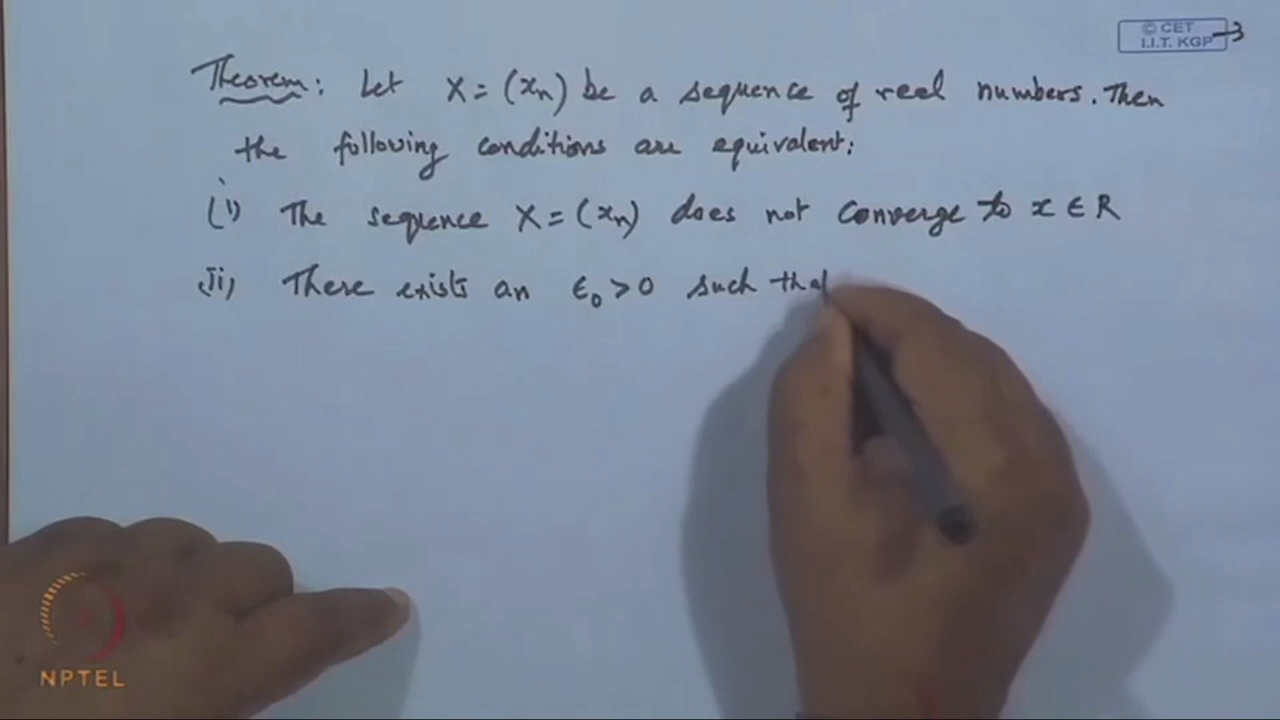 © CET
I.I.T. KGP
3
Theorem: Let X = (xₙ) be a sequence of real numbers. Then
the following conditions are equivalent:
(i) The sequence X = (xₙ) does not converge to x ∈ R
(ii) There exists an ϵ₀ > 0 such that
NPTEL